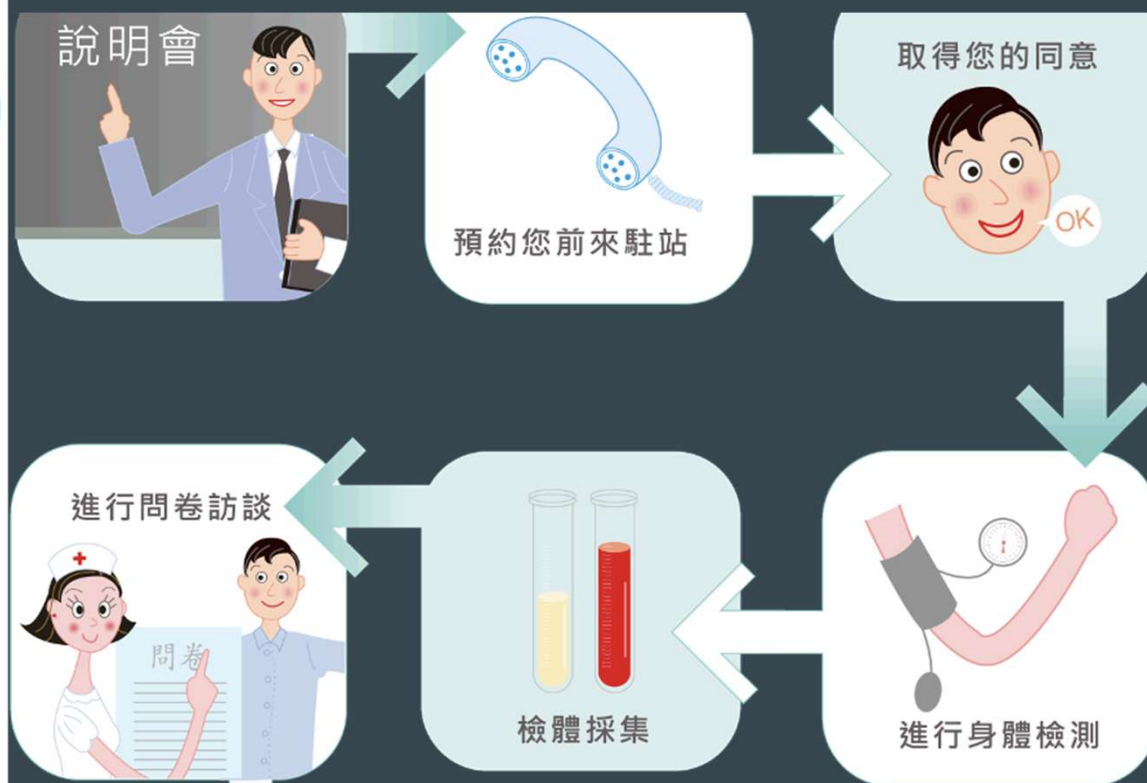 說明會
預約您前來駐站
取得您的同意
OK
進行身體檢測
檢體採集
進行問卷訪談
問卷